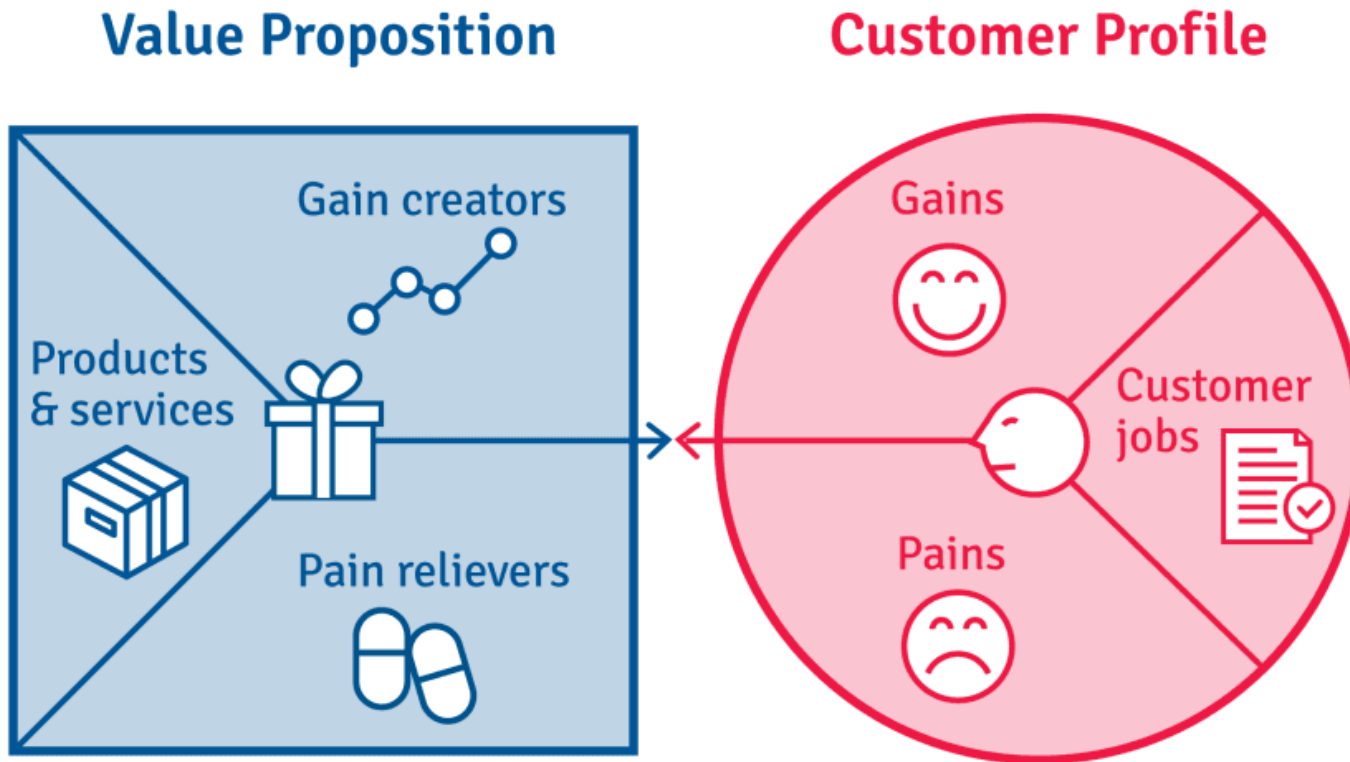 Value Proposition
Customer Profile
Gain creators
Products
& services
Pain relievers
Gains
Customer
jobs
Pains